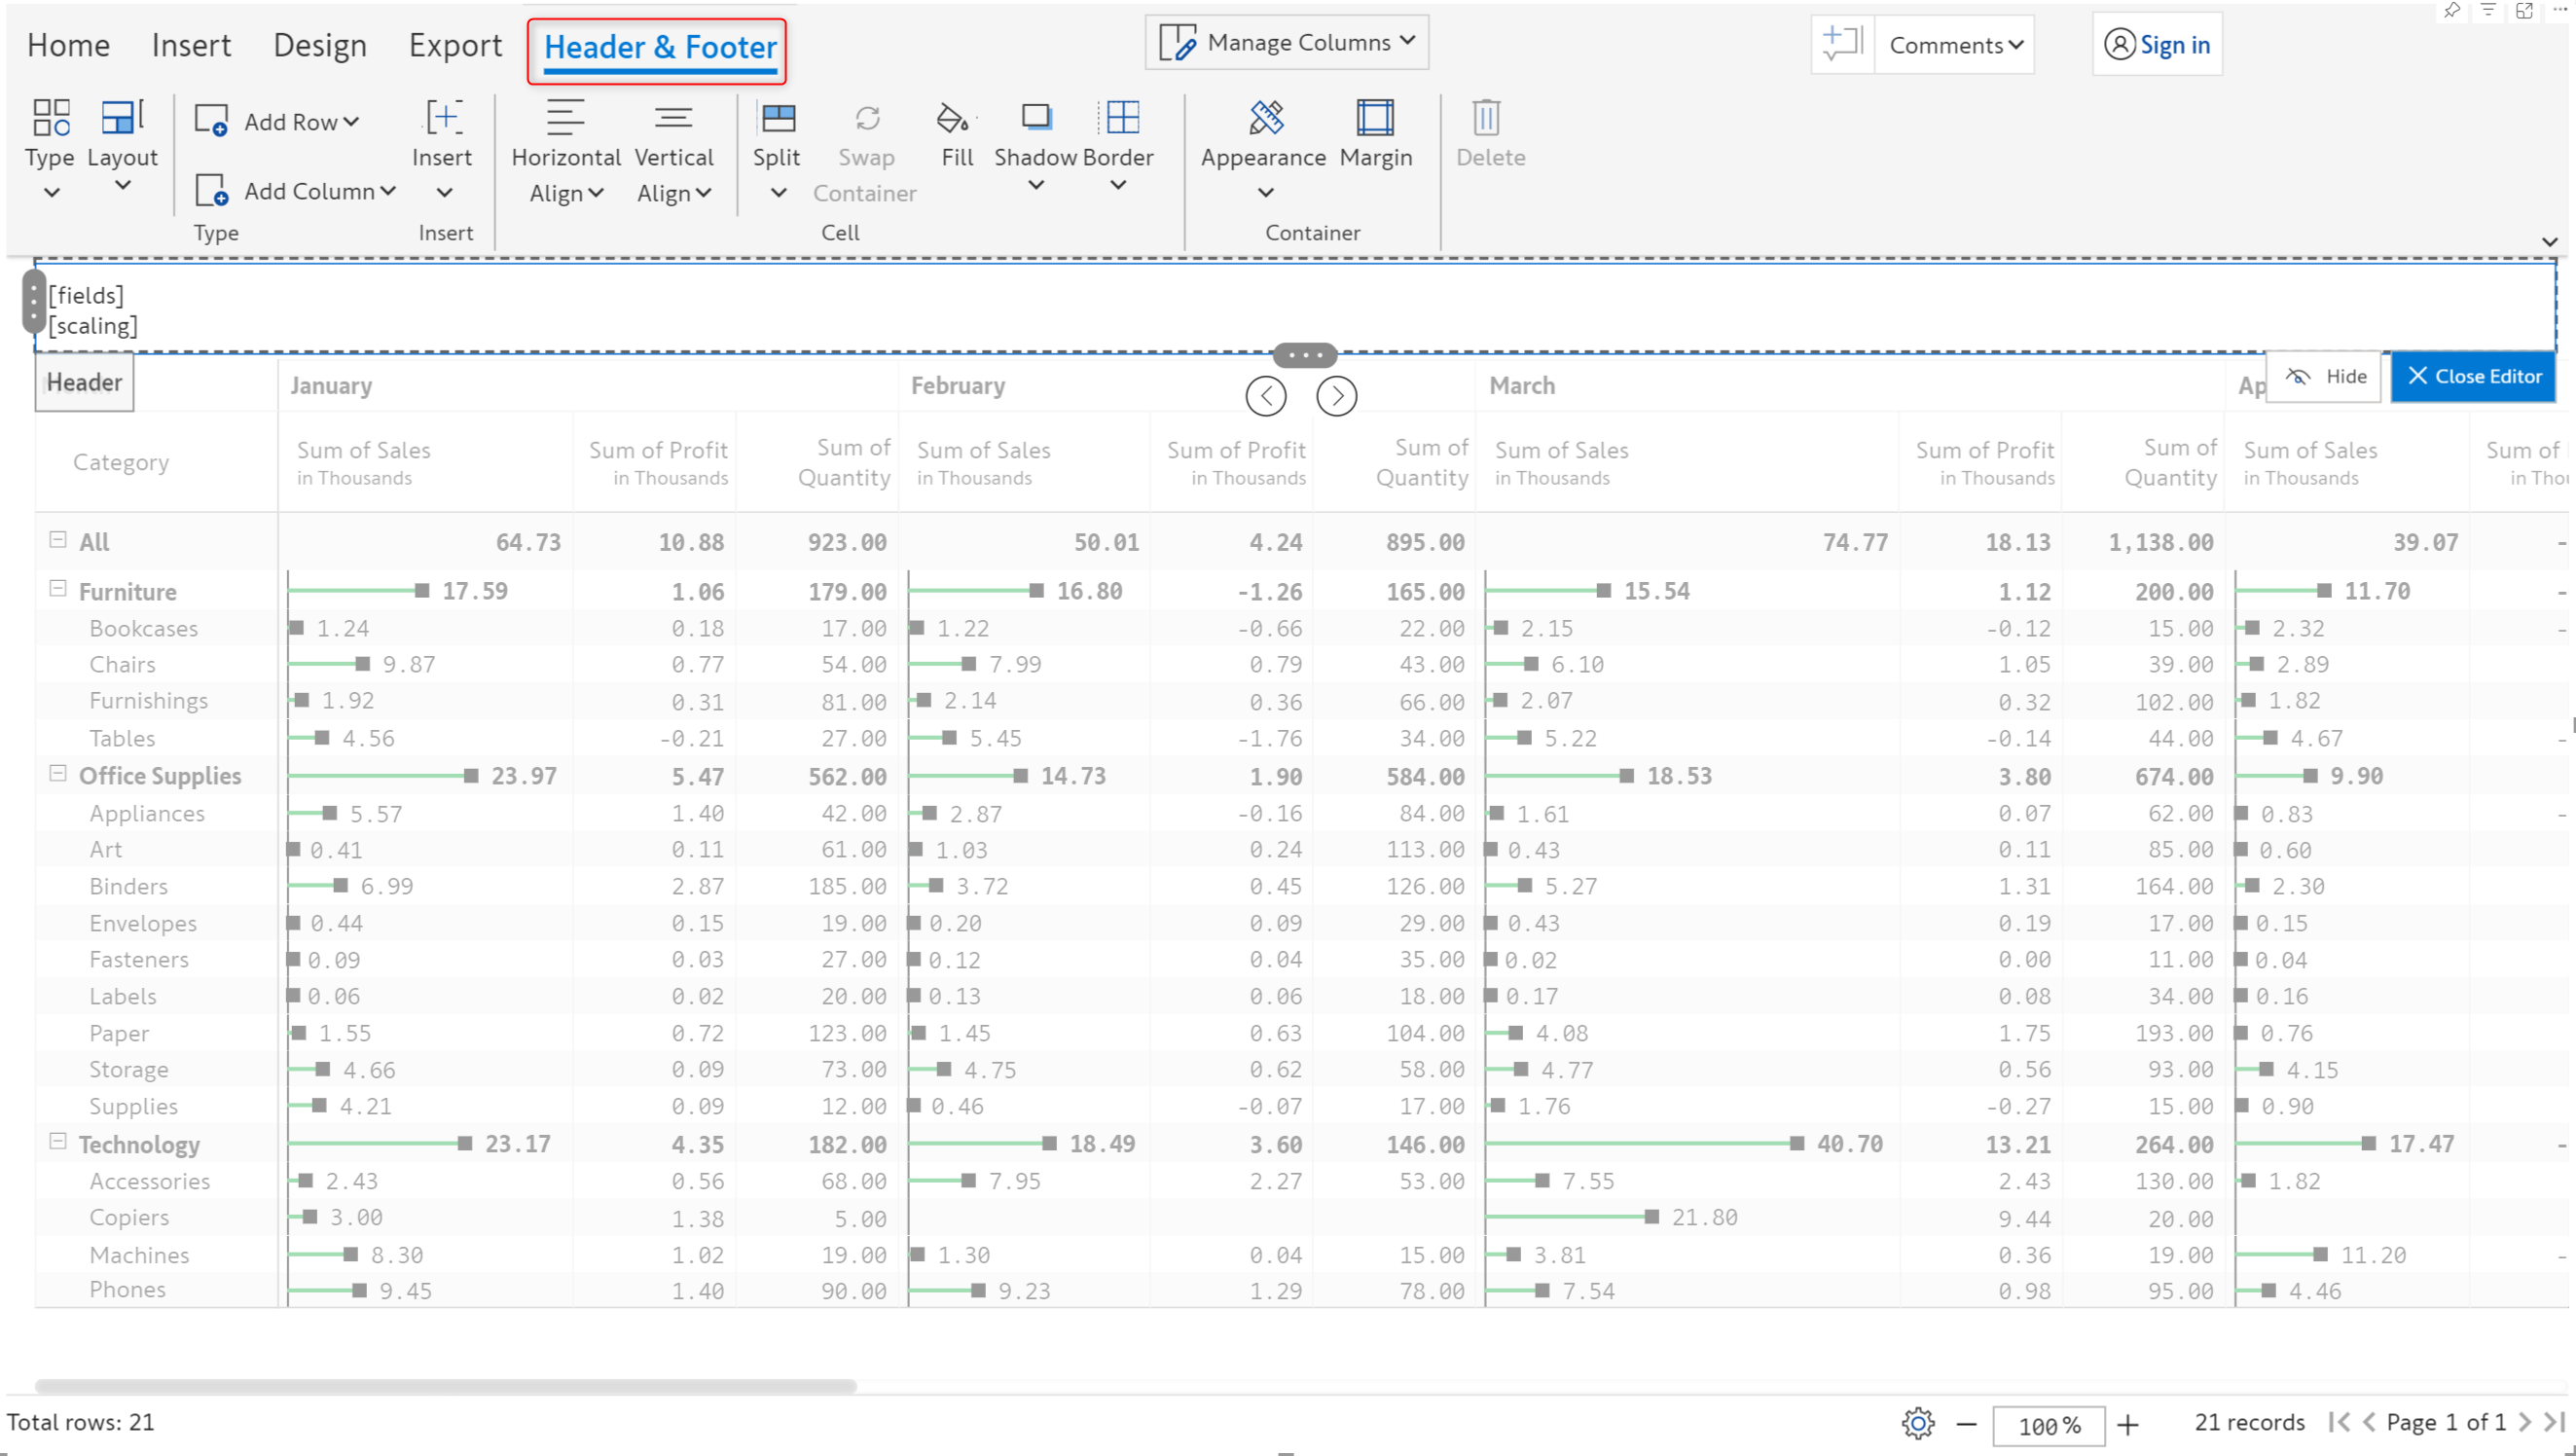 Home Insert Design Export Header & Footer Manage Columns Comments Sign in
Type Layout Add Row Insert Horizontal Align Vertical Align Split Swap Container Fill Shadow Border Appearance Margin Delete
Add Column
Type Insert Cell Container
[fields]
[scaling]
Header January February March Ap Hide Close Editor
Category Sum of Sales in Thousands Sum of Profit in Thousands Sum of Quantity Sum of Sales in Thousands Sum of Profit in Thousands Sum of Quantity Sum of Sales in Thousands Sum of Profit in Thousands Sum of Quantity Sum of Sales in Thousands Sum of in Thou
All 64.73 10.88 923.00 50.01 4.24 895.00 74.77 18.13 1,138.00 39.07 -
Furniture 17.59 1.06 179.00 16.80 -1.26 165.00 15.54 1.12 200.00 11.70 -
Bookcases 1.24 0.18 17.00 1.22 -0.66 22.00 2.15 -0.12 15.00 2.32 -
Chairs 9.87 0.77 54.00 7.99 0.79 43.00 6.10 1.05 39.00 2.89
Furnishings 1.92 0.31 81.00 2.14 0.36 66.00 2.07 0.32 102.00 1.82
Tables 4.56 -0.21 27.00 5.45 -1.76 34.00 5.22 -0.14 44.00 4.67 -
Office Supplies 23.97 5.47 562.00 14.73 1.90 584.00 18.53 3.80 674.00 9.90
Appliances 5.57 1.40 42.00 2.87 -0.16 84.00 1.61 0.07 62.00 0.83 -
Art 0.41 0.11 61.00 1.03 0.24 113.00 0.43 0.11 85.00 0.60
Binders 6.99 2.87 185.00 3.72 0.45 126.00 5.27 1.31 164.00 2.30
Envelopes 0.44 0.15 19.00 0.20 0.09 29.00 0.43 0.19 17.00 0.15
Fasteners 0.09 0.03 27.00 0.12 0.04 35.00 0.02 0.00 11.00 0.04
Labels 0.06 0.02 20.00 0.13 0.06 18.00 0.17 0.08 34.00 0.16
Paper 1.55 0.72 123.00 1.45 0.63 104.00 4.08 1.75 193.00 0.76
Storage 4.66 0.09 73.00 4.75 0.62 58.00 4.77 0.56 93.00 4.15
Supplies 4.21 0.09 12.00 0.46 -0.07 17.00 1.76 -0.27 15.00 0.90
Technology 23.17 4.35 182.00 18.49 3.60 146.00 40.70 13.21 264.00 17.47 -
Accessories 2.43 0.56 68.00 7.95 2.27 53.00 7.55 2.43 130.00 1.82
Copiers 3.00 1.38 5.00 21.80 9.44 20.00
Machines 8.30 1.02 19.00 1.30 0.04 15.00 3.81 0.36 19.00 11.20 -
Phones 9.45 1.40 90.00 9.23 1.29 78.00 7.54 0.98 95.00 4.46
Total rows: 21 100 % 21 records Page 1 of 1